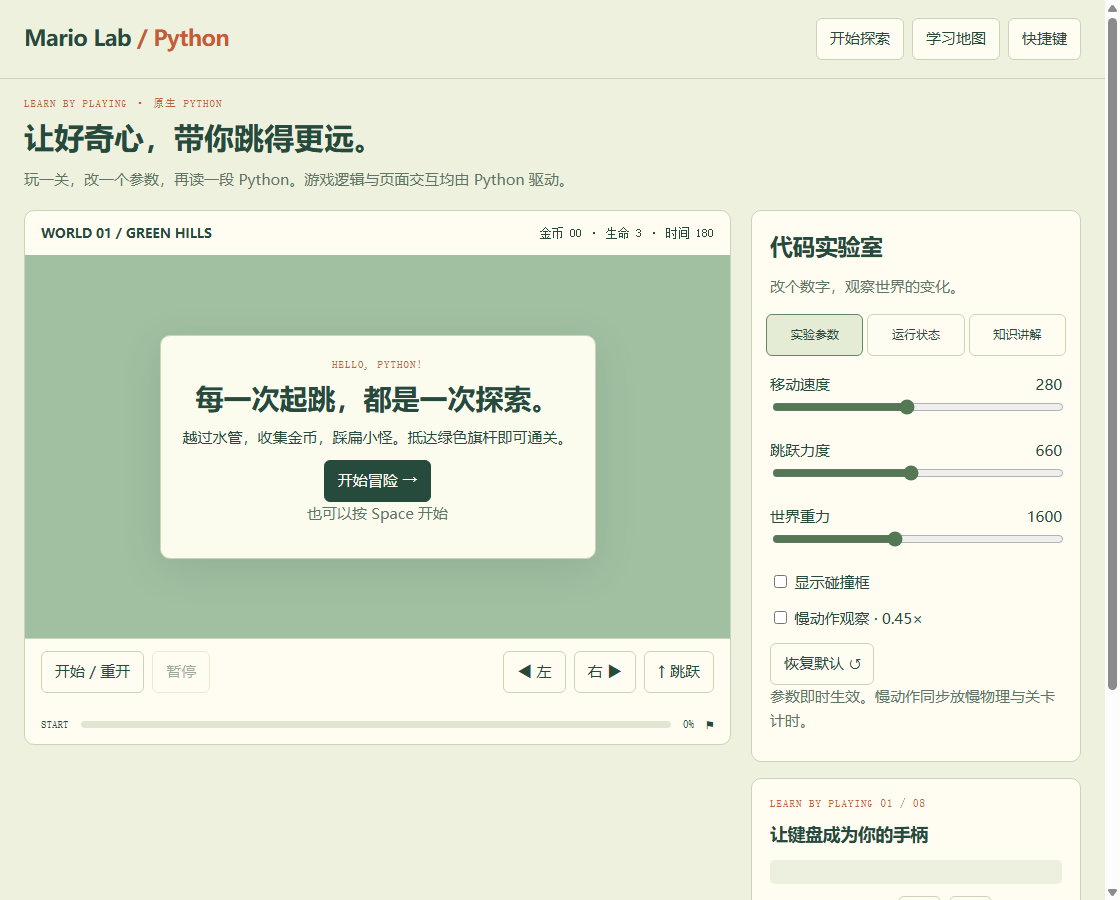 Mario Lab / Python
开始探索
学习地图
快捷键
LEARN BY PLAYING · 原生 PYTHON
让好奇心，带你跳得更远。
玩一关，改一个参数，再读一段 Python。游戏逻辑与页面交互均由 Python 驱动。
WORLD 01 / GREEN HILLS
金币 00 · 生命 3 · 时间 180
HELLO, PYTHON!
每一次起跳，都是一次探索。
越过水管，收集金币，踩扁小怪。抵达绿色旗杆即可通关。
开始冒险 →
也可以按 Space 开始
开始 / 重开
暂停
◀ 左
右 ▶
↑ 跳跃
START
0% ⚑
代码实验室
改个数字，观察世界的变化。
实验参数
运行状态
知识讲解
移动速度 280
跳跃力度 660
世界重力 1600
显示碰撞框
慢动作观察 · 0.45×
恢复默认 ↺
参数即时生效。慢动作同步放慢物理与关卡
计时。
LEARN BY PLAYING 01 / 08
让键盘成为你的手柄